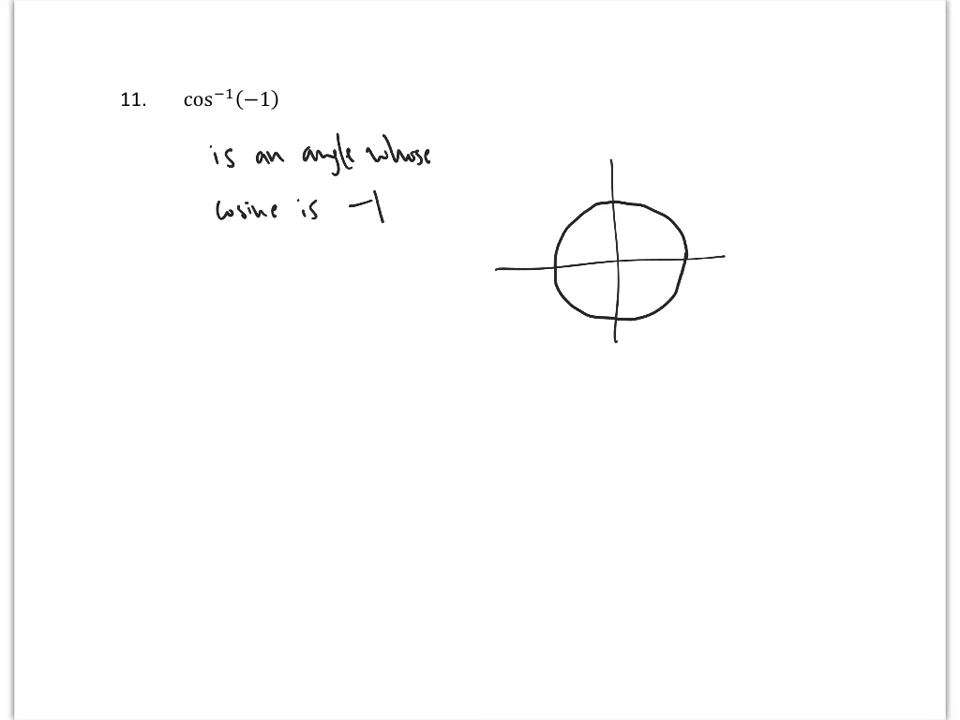 11. cos⁻¹(−1)
is an angle whose
cosine is −1